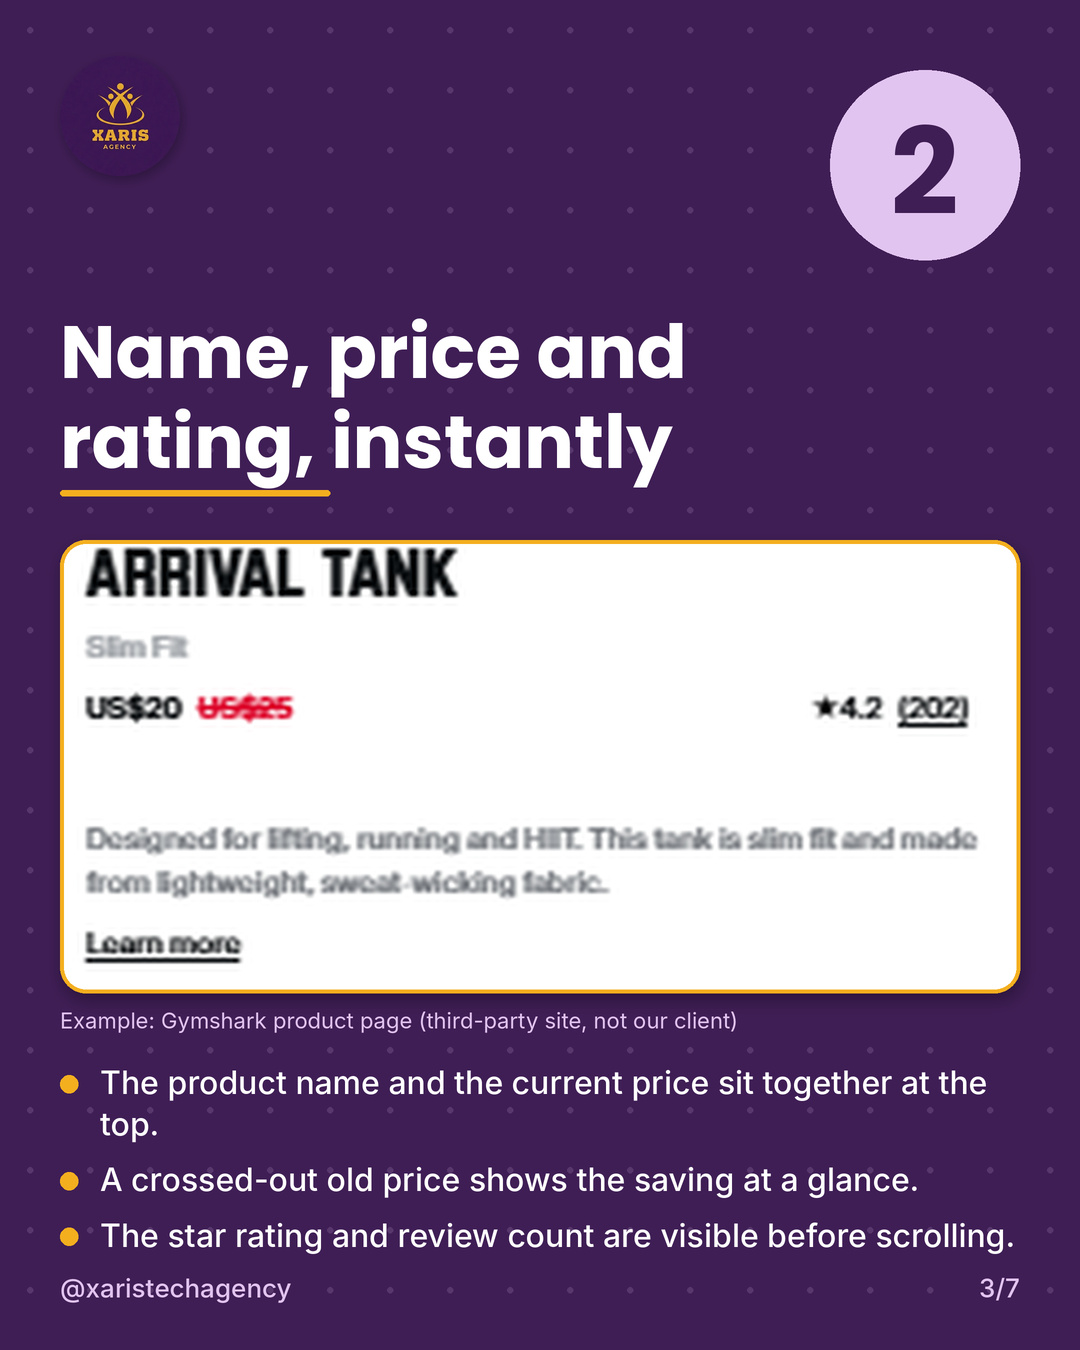 XARIS
AGENCY
2
Name, price and
rating, instantly
ARRIVAL TANK
Slim Fit
US$20 US$25
★4.2 (202)
Designed for lifting, running and HIIT. This tank is slim fit and made
from lightweight, sweat-wicking fabric.
Learn more
Example: Gymshark product page (third-party site, not our client)
The product name and the current price sit together at the
top.
A crossed-out old price shows the saving at a glance.
The star rating and review count are visible before scrolling.
@xaristechagency
3/7